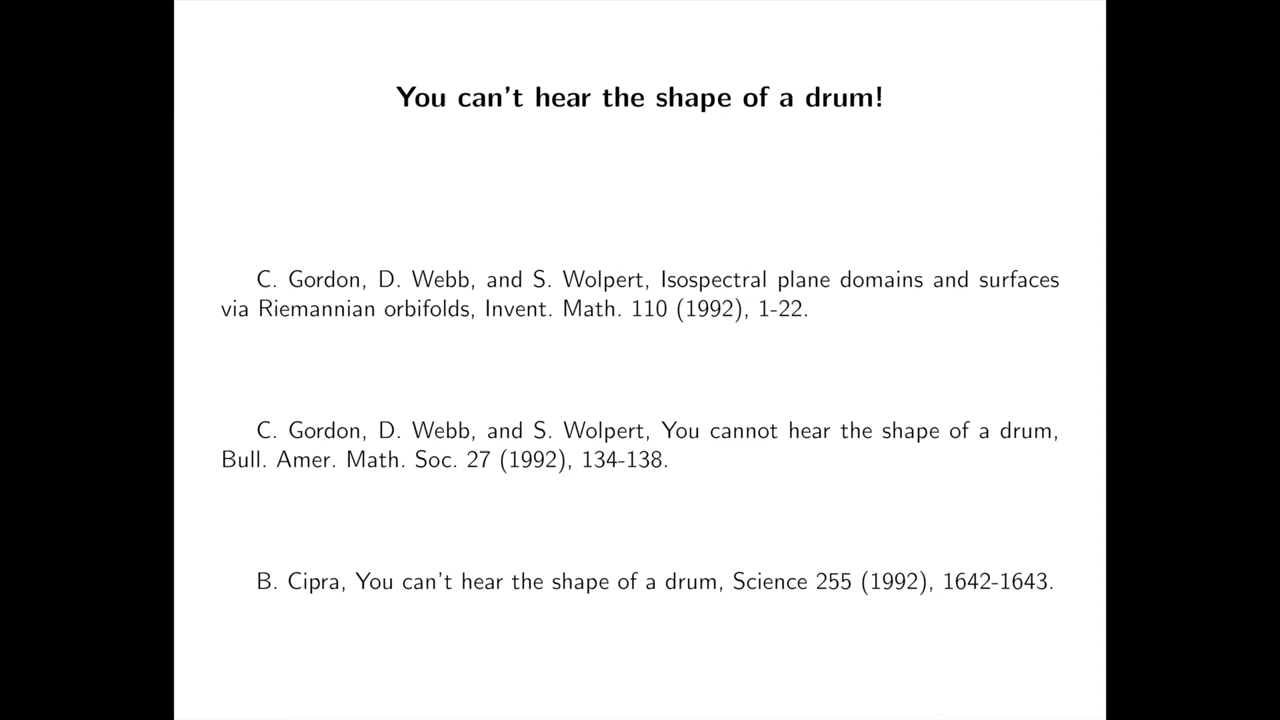 You can't hear the shape of a drum!
C. Gordon, D. Webb, and S. Wolpert, Isospectral plane domains and surfaces
via Riemannian orbifolds, Invent. Math. 110 (1992), 1-22.
C. Gordon, D. Webb, and S. Wolpert, You cannot hear the shape of a drum,
Bull. Amer. Math. Soc. 27 (1992), 134-138.
B. Cipra, You can't hear the shape of a drum, Science 255 (1992), 1642-1643.